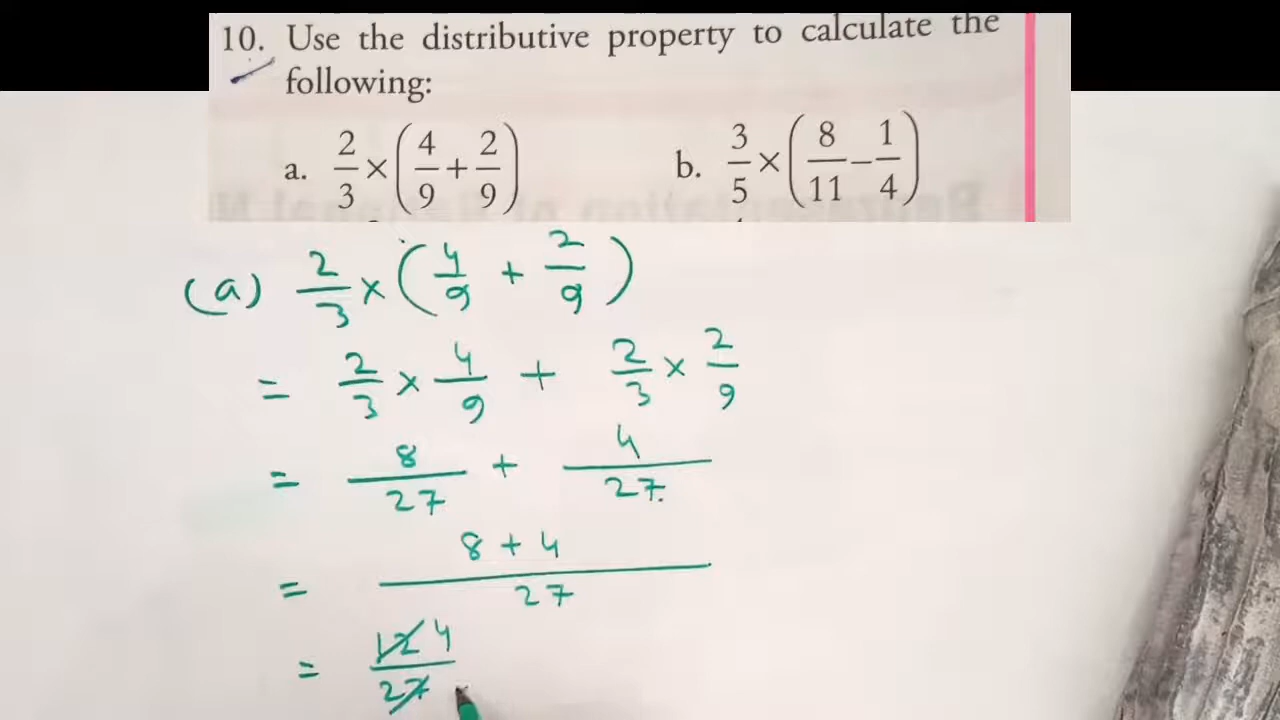 10. Use the distributive property to calculate the
following:
a. 2/3 × (4/9 + 2/9) b. 3/5 × (8/11 − 1/4)
(a) 2/3 × (4/9 + 2/9)
= 2/3 × 4/9 + 2/3 × 2/9
= 8/27 + 4/27.
= 8 + 4/27
= 12 4/27